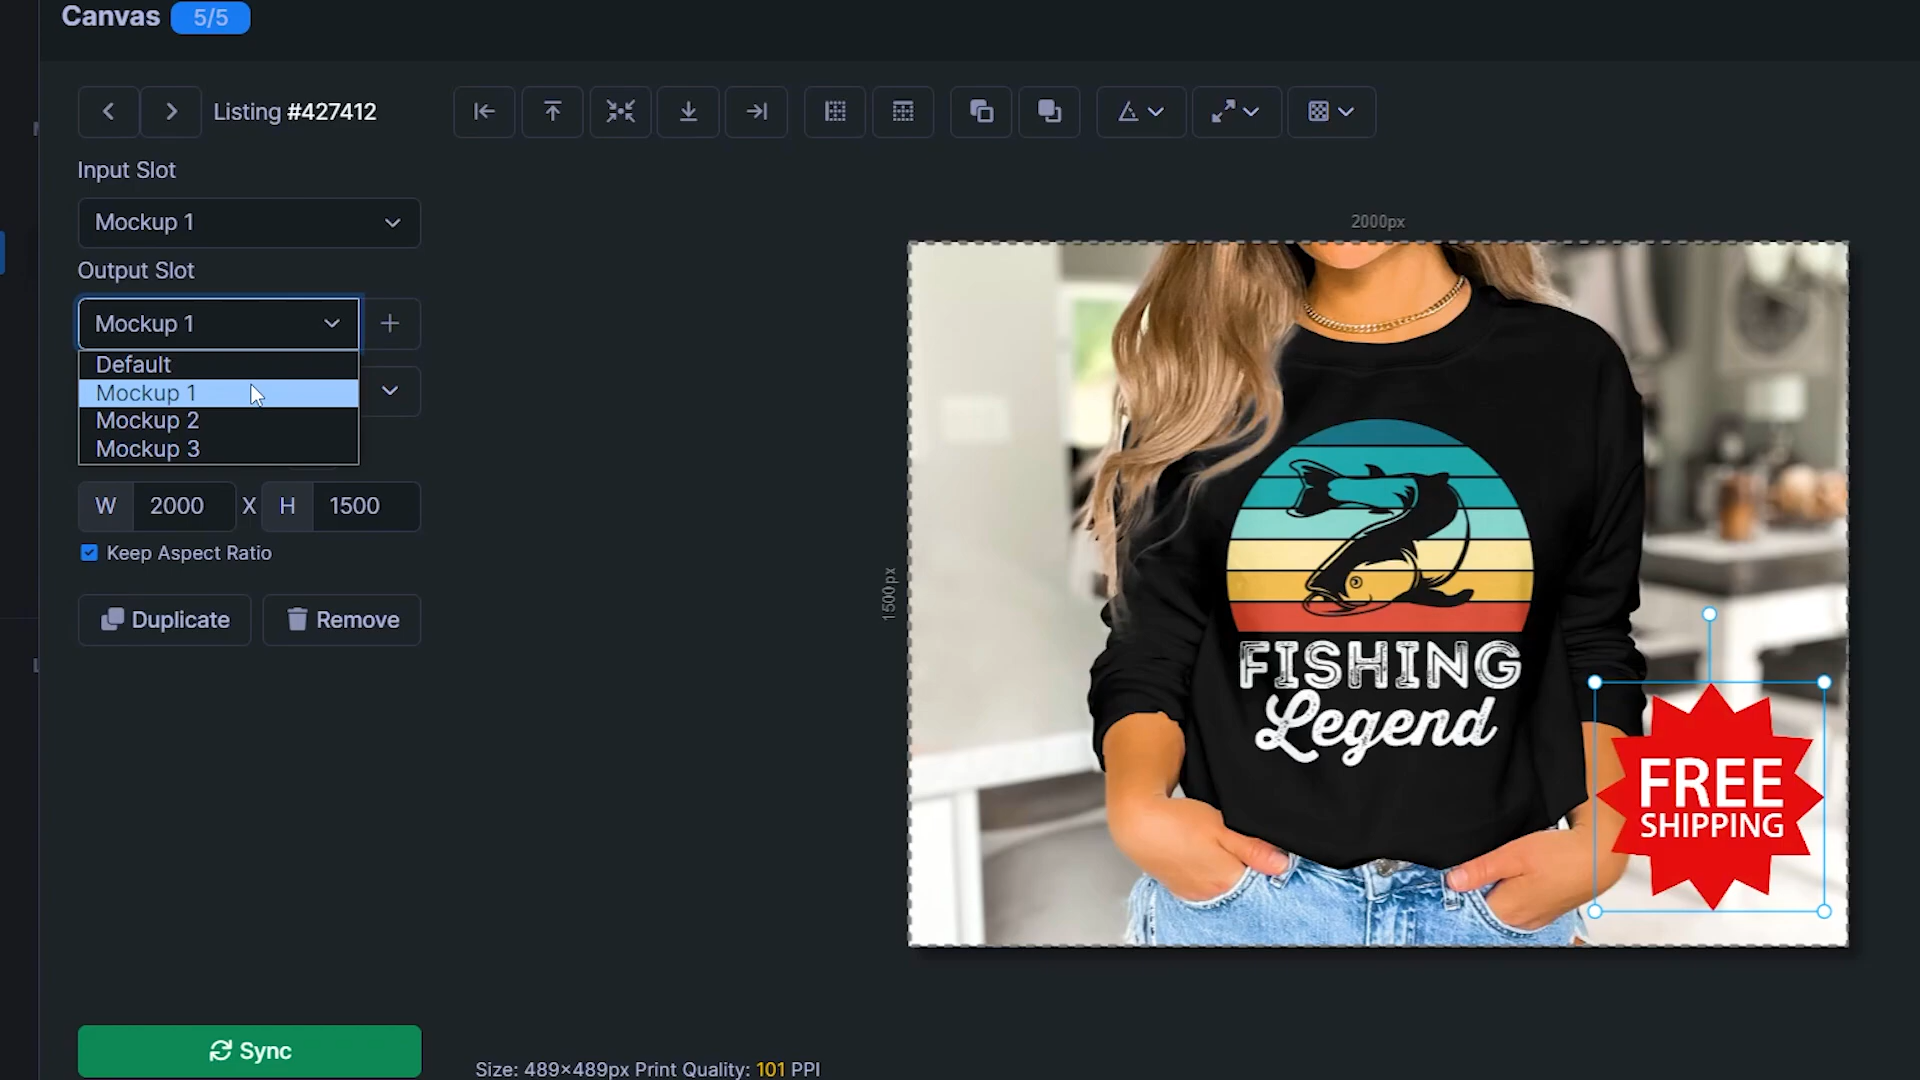 Canvas 5/5
Listing #427412
Input Slot
Mockup 1
Output Slot
Mockup 1
Default
Mockup 1
Mockup 2
Mockup 3
W 2000 X H 1500
Keep Aspect Ratio
Duplicate Remove
Sync
2000px
1500px
FISHING
Legend
FREE
SHIPPING
Size: 489×489px Print Quality: 101 PPI